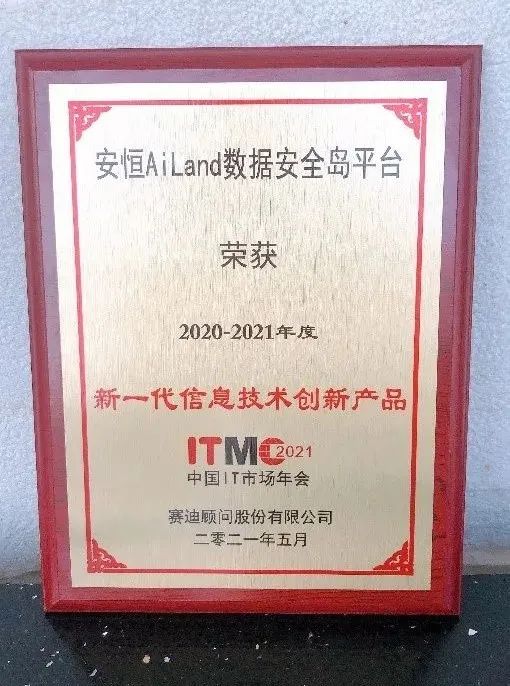 安恒AiLand数据安全岛平台
荣获
2020-2021年度
新一代信息技术创新产品
ITMC2021
中国IT市场年会
赛迪顾问股份有限公司
二零二一年五月